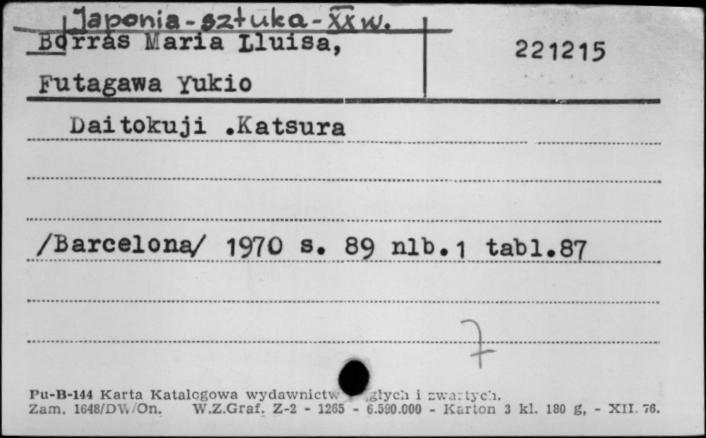 Japonia-sztuka-XX w.
Borrás Maria Lluisa,
221215
Futagawa Yukio
Daitokuji .Katsura
/Barcelona/ 1970 s. 89 nlb.1 tabl.87
7
Pu-B-144 Karta Katalogowa wydawnictw i zwartych.
Zam. 1648/DW/On. W.Z.Graf. Z-2 - 1265 - 6.590.000 - Karton 3 kl. 180 g, - XII. 76.